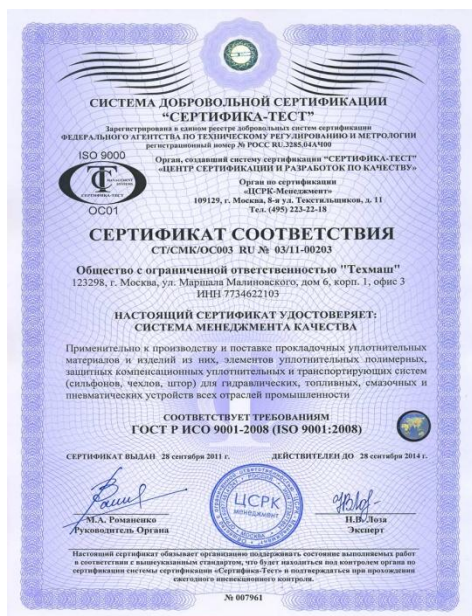 СИСТЕМА ДОБРОВОЛЬНОЙ СЕРТИФИКАЦИИ
“СЕРТИФИКА-ТЕСТ”
Зарегистрирована в едином реестре добровольных систем сертификации
ФЕДЕРАЛЬНОГО АГЕНТСТВА ПО ТЕХНИЧЕСКОМУ РЕГУЛИРОВАНИЮ И МЕТРОЛОГИИ
регистрационный номер № РОСС RU.3285.04АЧ00
ISO 9000
MANAGEMENT SYSTEMS
СЕРТИФИКА-ТЕСТ
ОС01
Орган, создавший систему сертификации “СЕРТИФИКА-ТЕСТ”
«ЦЕНТР СЕРТИФИКАЦИИ И РАЗРАБОТОК ПО КАЧЕСТВУ»
Орган по сертификации
«ЦСРК-Менеджмент»
109129, г. Москва, 8-я ул. Текстильщиков, д. 11
Тел. (495) 223-22-18
СЕРТИФИКАТ СООТВЕТСТВИЯ
СТ/СМК/ОС003 RU № 03/11-00203
Общество с ограниченной ответственностью "Техмаш"
123298, г. Москва, ул. Маршала Малиновского, дом 6, корп. 1, офис 3
ИНН 7734622103
НАСТОЯЩИЙ СЕРТИФИКАТ УДОСТОВЕРЯЕТ:
СИСТЕМА МЕНЕДЖМЕНТА КАЧЕСТВА
Применительно к производству и поставке прокладочных уплотнительных
материалов и изделий из них, элементов уплотнительных полимерных,
защитных компенсационных уплотнительных и транспортирующих систем
(сильфонов, чехлов, штор) для гидравлических, топливных, смазочных и
пневматических устройств всех отраслей промышленности
СООТВЕТСТВУЕТ ТРЕБОВАНИЯМ
ГОСТ Р ИСО 9001-2008 (ISO 9001:2008)
СЕРТИФИКАТ ВЫДАН 28 сентября 2011 г.
ДЕЙСТВИТЕЛЕН ДО 28 сентября 2014 г.
ЦСРК
МЕНЕДЖМЕНТ
М.А. Романенко
Руководитель Органа
Н.В. Лоза
Эксперт
Настоящий сертификат обязывает организацию поддерживать состояние выполняемых работ
в соответствии с вышеуказанным стандартом, что будет находиться под контролем органа по
сертификации системы сертификации «Сертифика-Тест» и подтверждаться при прохождении
ежегодного инспекционного контроля.
№ 007961